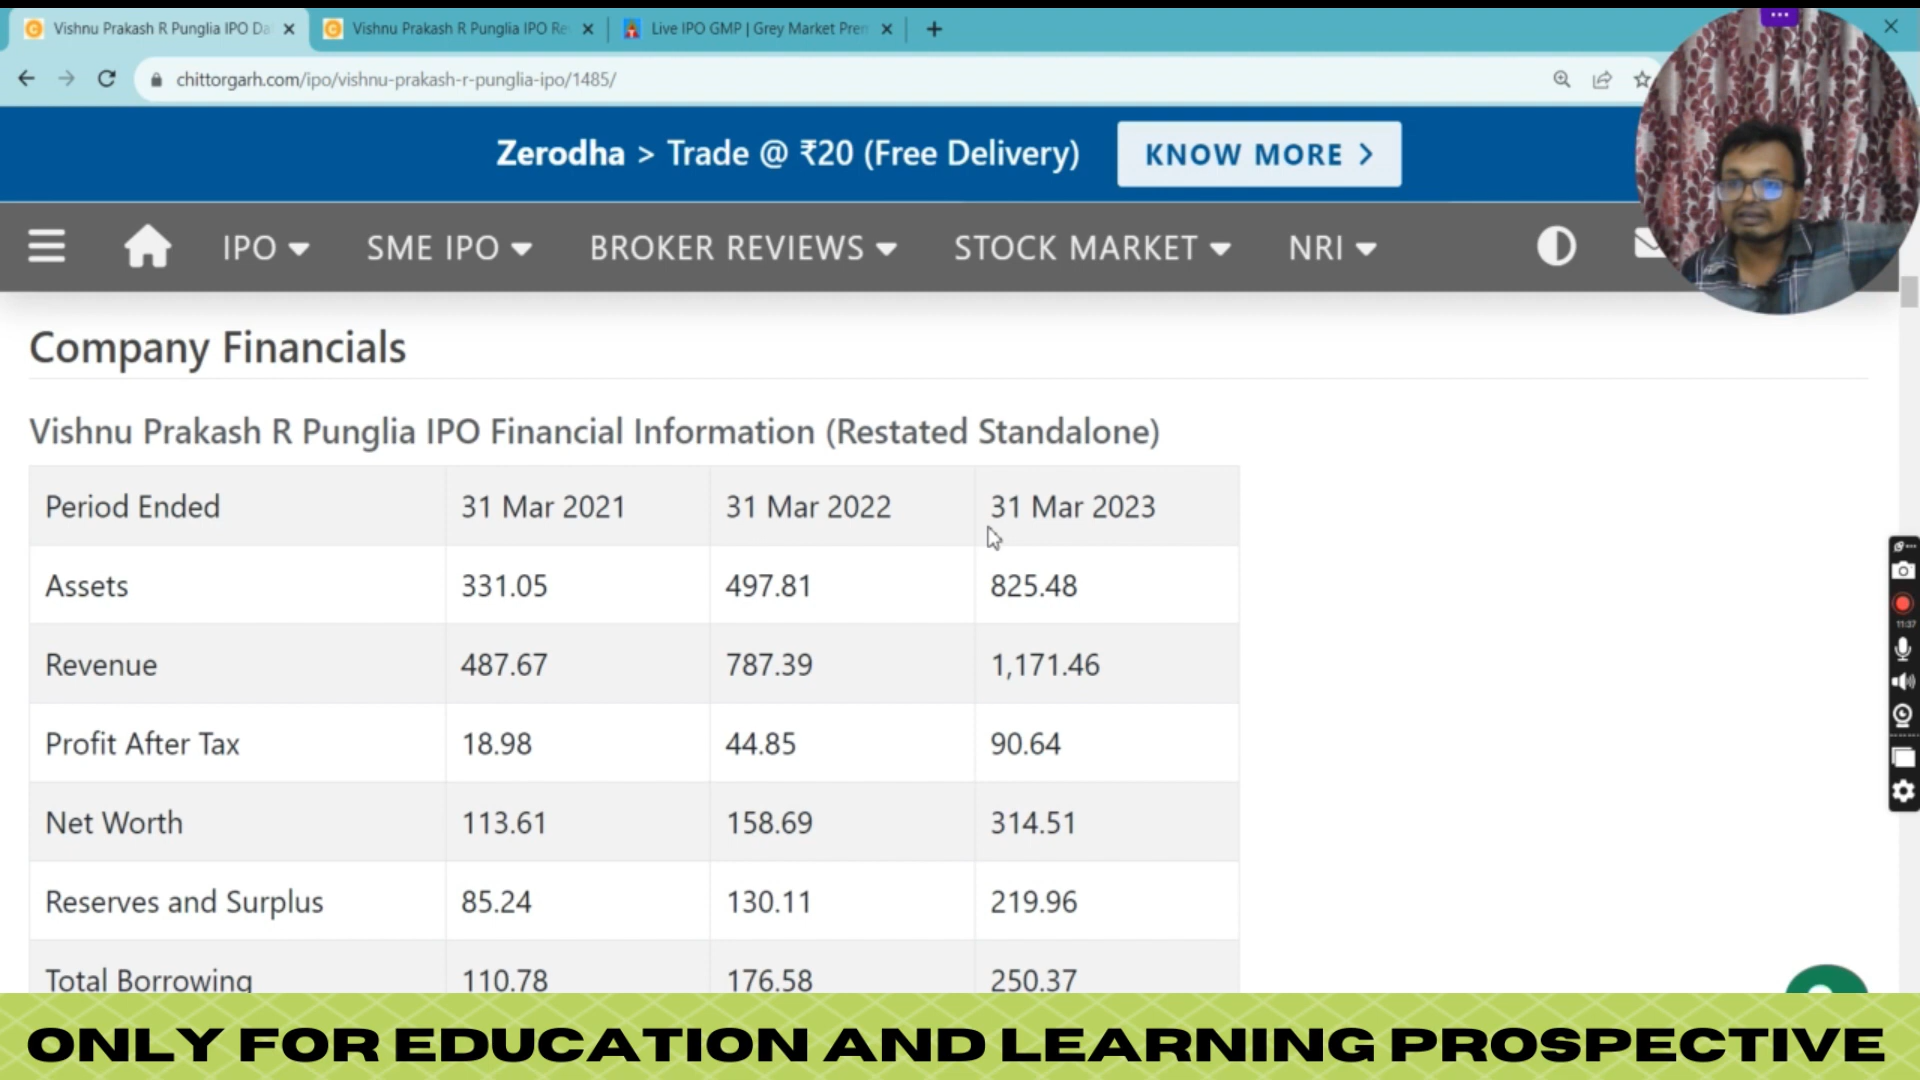 Vishnu Prakash R Punglia IPO Da
Vishnu Prakash R Punglia IPO Re
Live IPO GMP | Grey Market Prem
chittorgarh.com/ipo/vishnu-prakash-r-punglia-ipo/1485/
Zerodha > Trade @ ₹20 (Free Delivery) KNOW MORE >
IPO SME IPO BROKER REVIEWS STOCK MARKET NRI
Company Financials
Vishnu Prakash R Punglia IPO Financial Information (Restated Standalone)
Period Ended 31 Mar 2021 31 Mar 2022 31 Mar 2023
Assets 331.05 497.81 825.48
Revenue 487.67 787.39 1,171.46
Profit After Tax 18.98 44.85 90.64
Net Worth 113.61 158.69 314.51
Reserves and Surplus 85.24 130.11 219.96
Total Borrowing 110.78 176.58 250.37
11:37
ONLY FOR EDUCATION AND LEARNING PROSPECTIVE